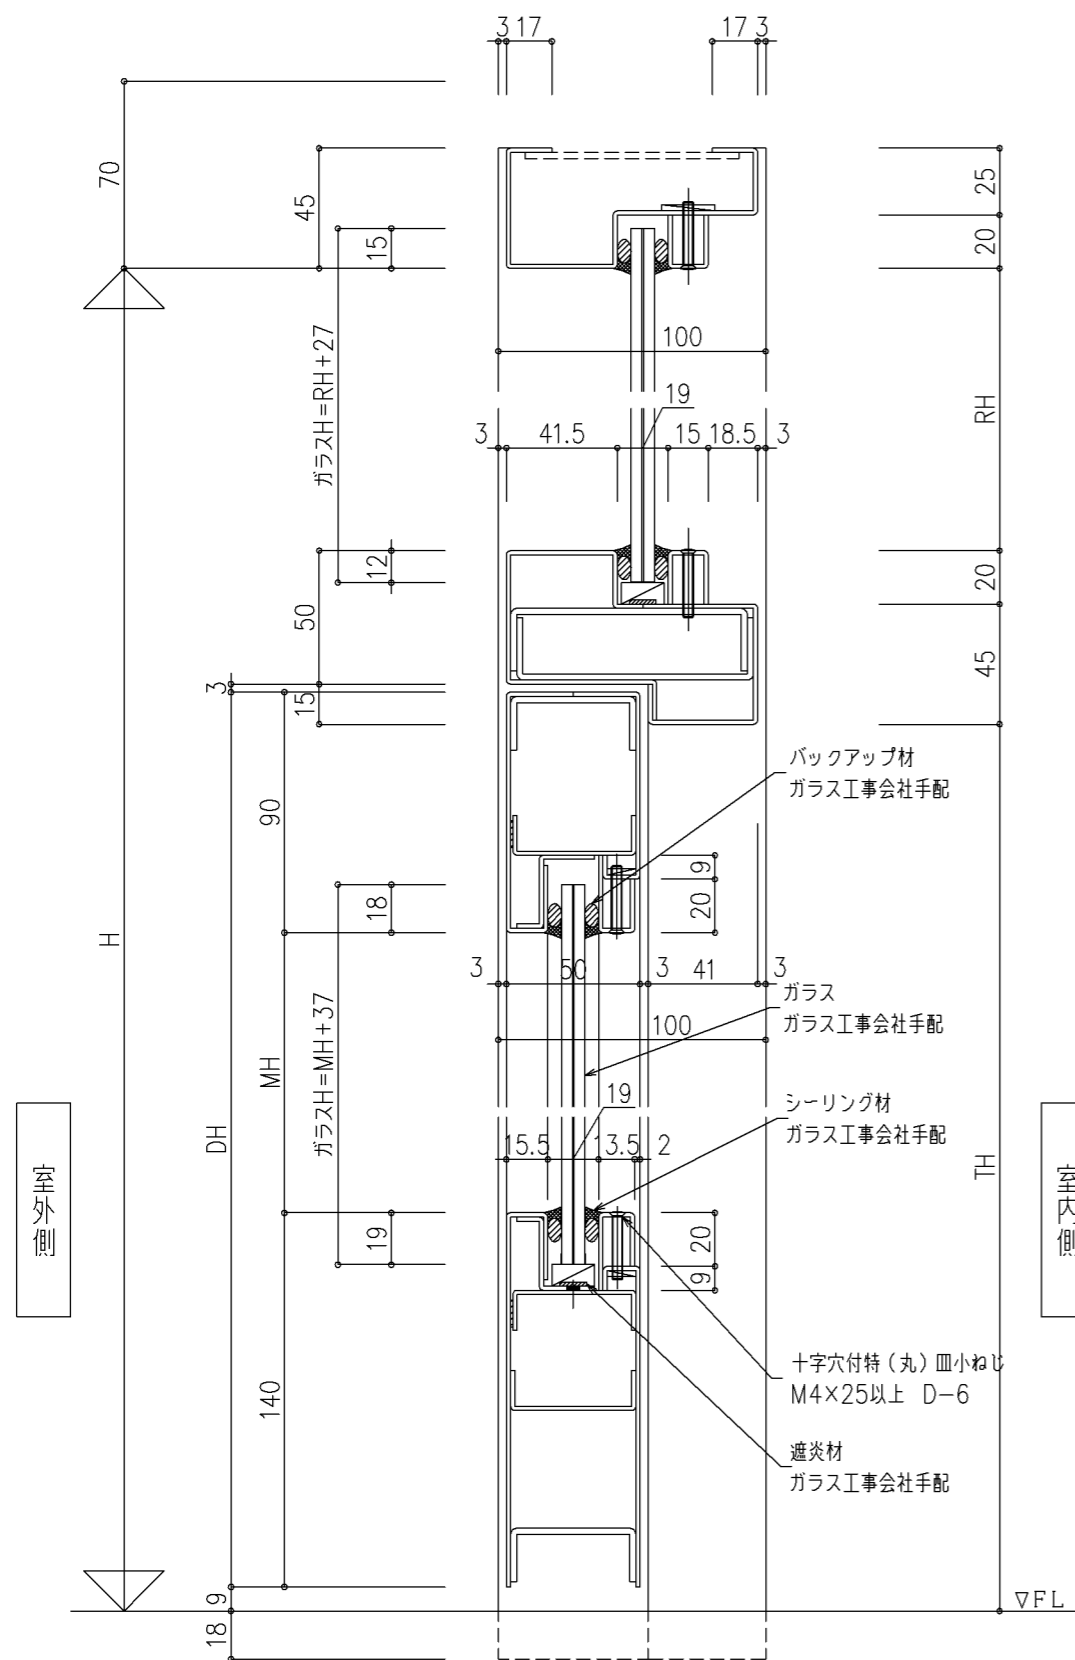 3 17
17 3
70
45
15
25
20
100
ガラスH=RH+27
RH
19
3
41.5
15
18.5
3
12
50
20
45
3
15
バックアップ材
ガラス工事会社手配
90
9
18
20
H
3
50
3
41
3
ガラス
ガラス工事会社手配
100
MH
ガラスH=MH+37
DH
19
シーリング材
ガラス工事会社手配
15.5
13.5
2
TH
室外側
室内側
19
20
9
十字穴付特(丸)皿小ねじ
M4×25以上 D-6
140
遮炎材
ガラス工事会社手配
9
▽FL
18